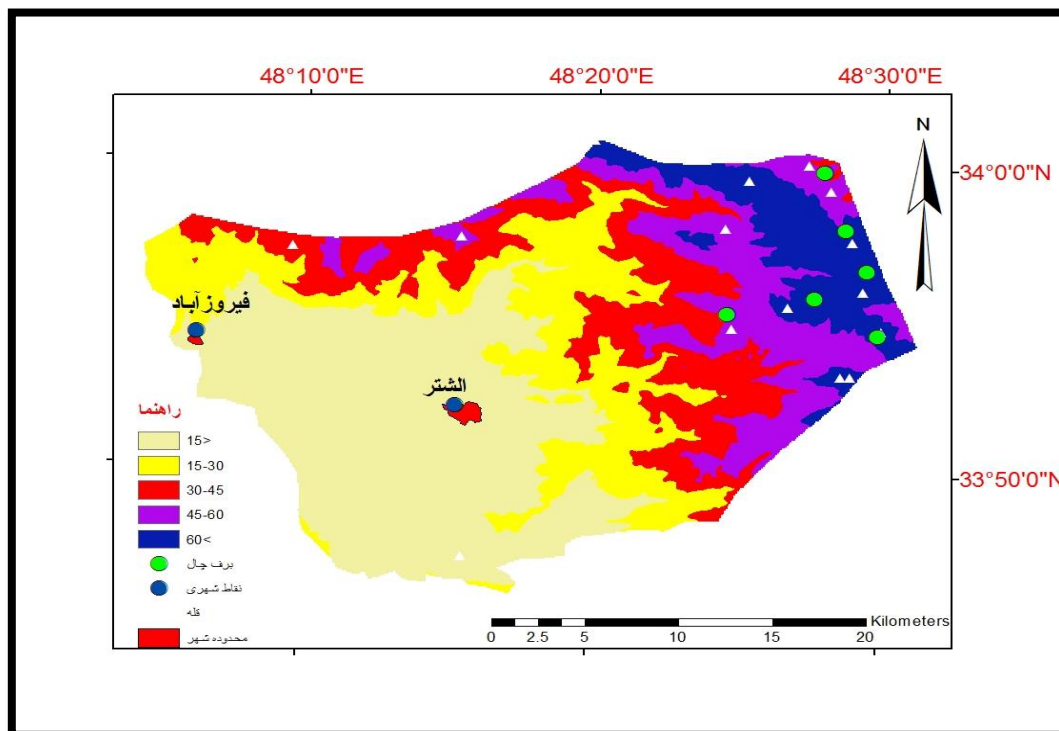 48°10'0"E 48°20'0"E 48°30'0"E
N
34°0'0"N
فیروزآباد
الشتر
راهنما
15>
15-30
30-45
45-60
60<
برف چال
نقاط شهری
قله
محدوده شهر
33°50'0"N
Kilometers
0 2.5 5 10 15 20